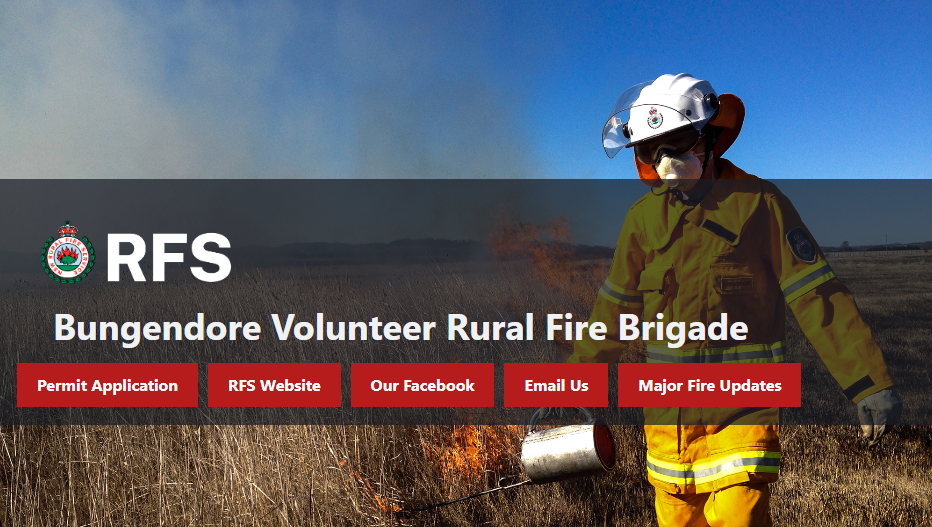 RFS
Bungendore Volunteer Rural Fire Brigade
Permit Application
RFS Website
Our Facebook
Email Us
Major Fire Updates